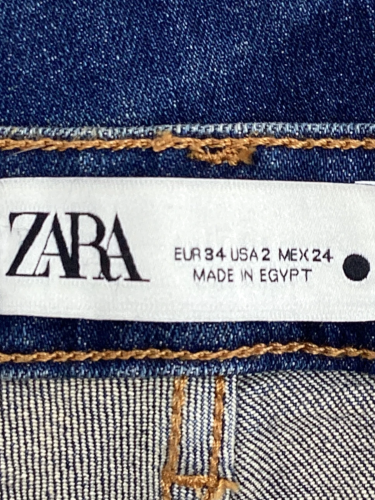 ZARA
EUR 34 USA 2 MEX 24
MADE IN EGYPT